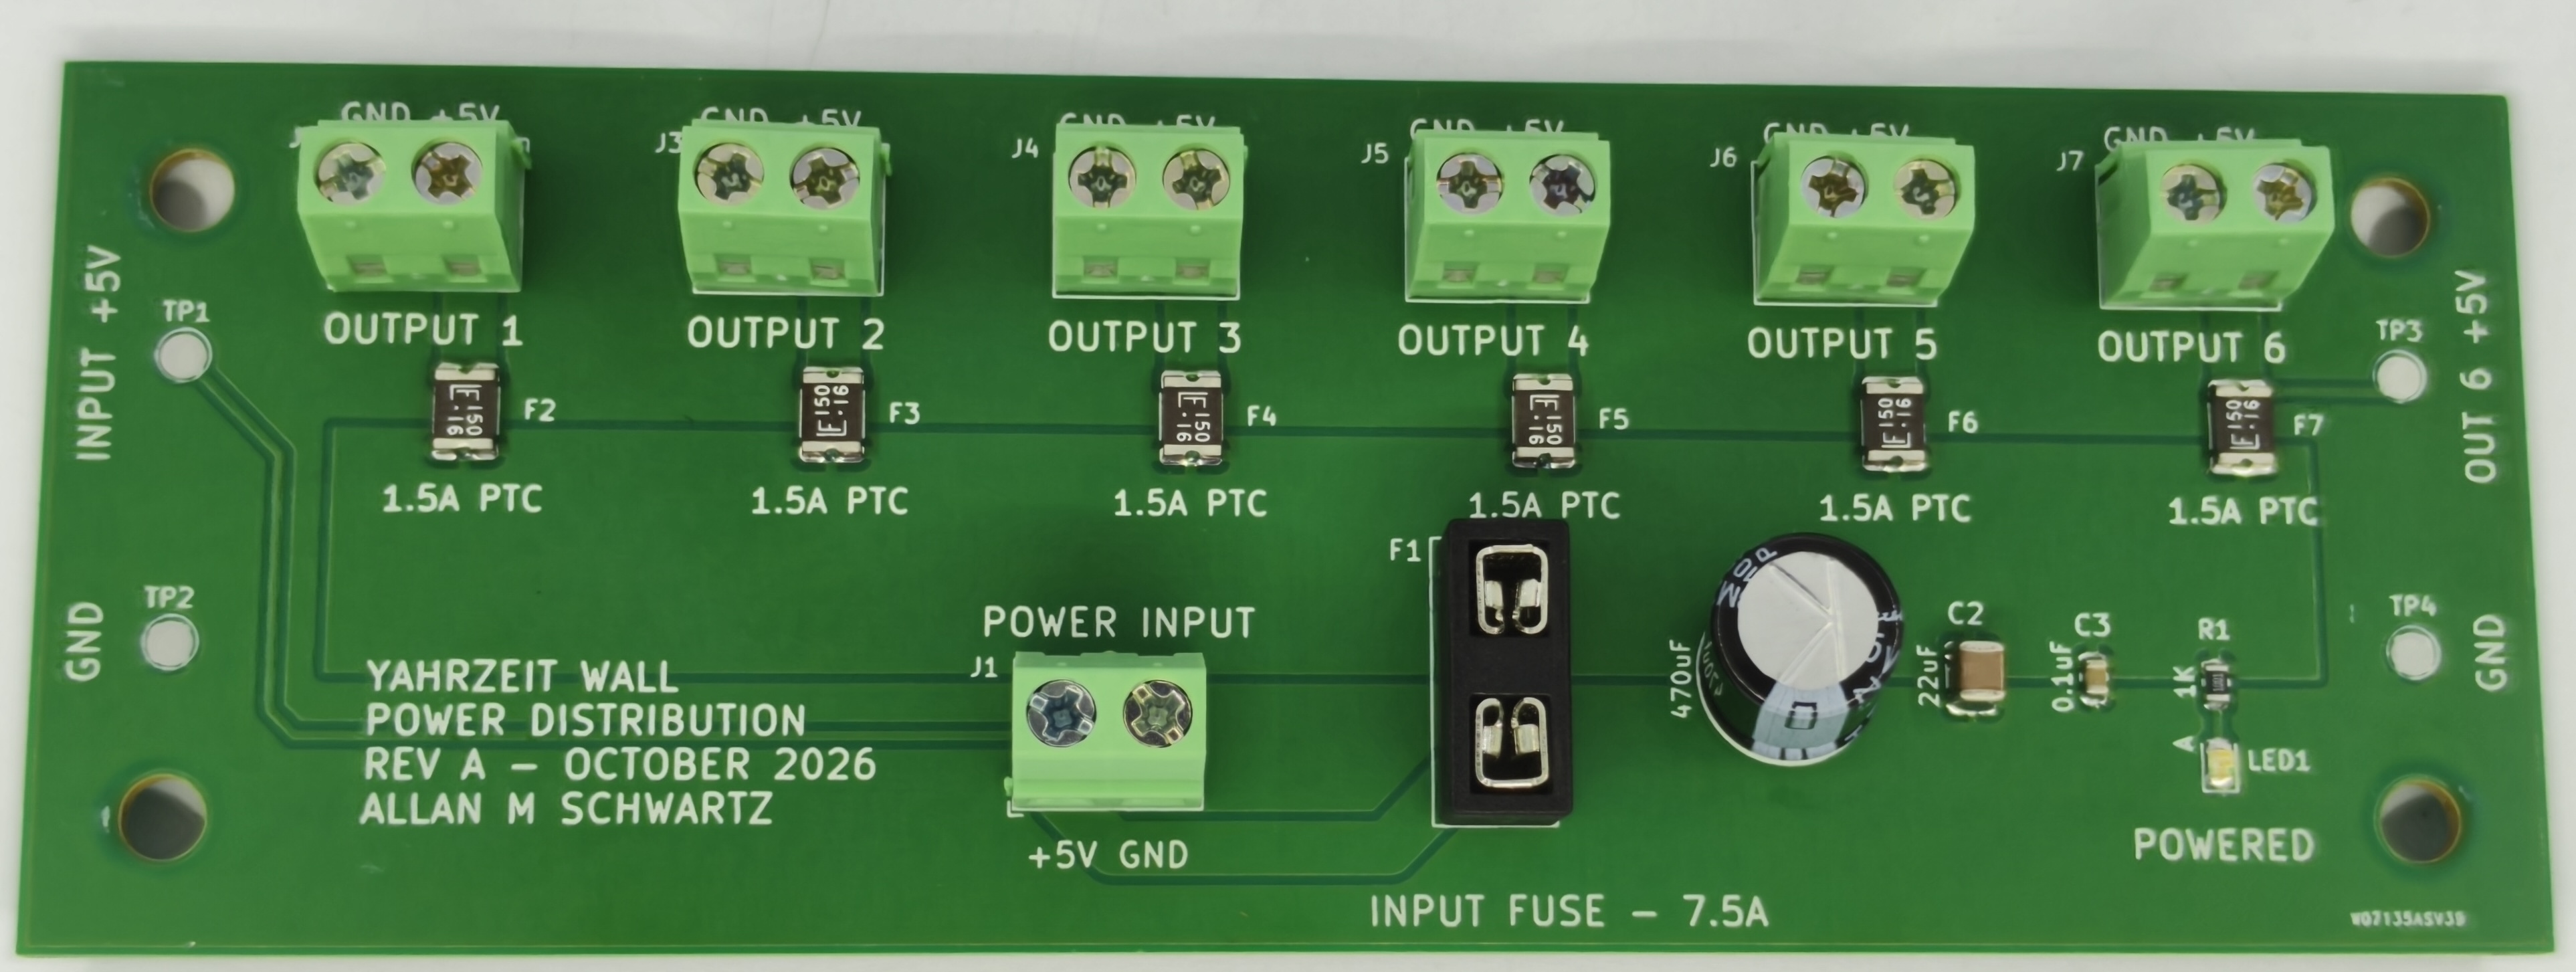 GND +5V
GND +5V
GND +5V
GND +5V
GND +5V
GND +5V
J3
J4
J5
J6
J7
INPUT +5V
TP1
OUTPUT 1
OUTPUT 2
OUTPUT 3
OUTPUT 4
OUTPUT 5
OUTPUT 6
TP3
OUT 6 +5V
F2
F3
F4
F5
F6
F7
1.5A PTC
1.5A PTC
1.5A PTC
1.5A PTC
1.5A PTC
1.5A PTC
F1
TP2
GND
POWER INPUT
J1
YAHRZEIT WALL
POWER DISTRIBUTION
REV A – OCTOBER 2026
ALLAN M SCHWARTZ
+5V GND
470uF
C2
22uF
C3
0.1uF
R1
1K
A
LED1
TP4
GND
POWERED
INPUT FUSE – 7.5A
W07135ASV39